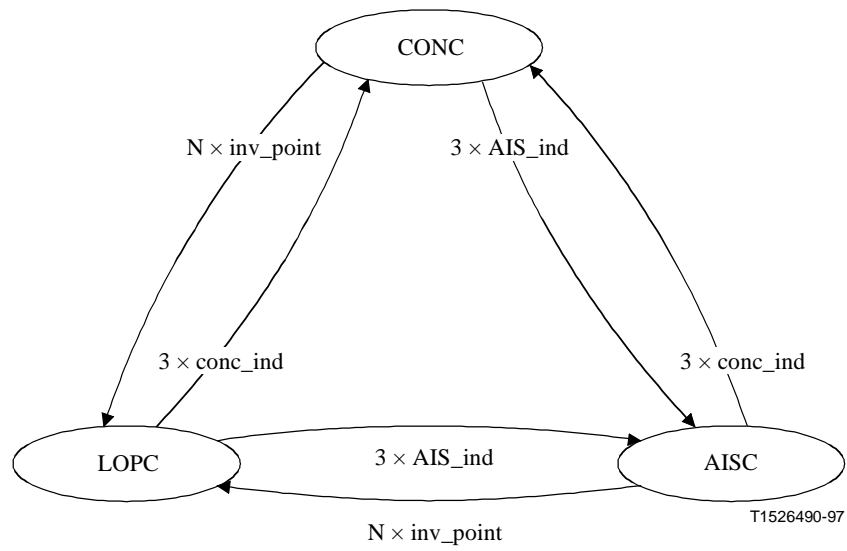 CONC
N × inv_point
3 × AIS_ind
3 × conc_ind
3 × conc_ind
LOPC
3 × AIS_ind
AISC
T1526490-97
N × inv_point